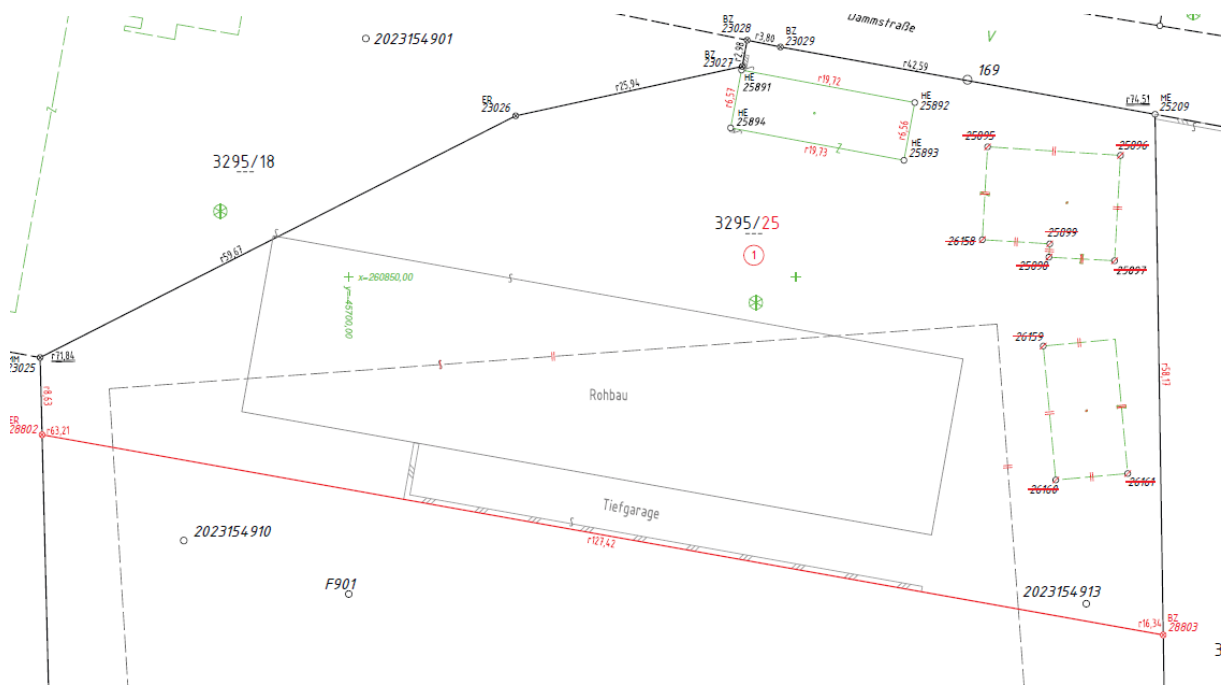 Dammstraße
BZ
23028
r3,80
BZ
23029
2023154901
V
r2,98
BZ
23027
r42,59
169
r25,94
HE
25891
r19,72
r74,51
ME
25209
ER
23026
r6,57
HE
25892
HE
25894
r6,56
25895
25896
r19,73
HE
25893
3295/18
3295/25
1
26158
25899
25898
25897
r59,67
x=260850,00
y=-45700,00
26159
r71,84
23025
r58,17
r8,63
Rohbau
ER
28802
r63,21
26160
26161
Tiefgarage
2023154910
r127,42
F901
2023154913
r16,34
BZ
28803
3